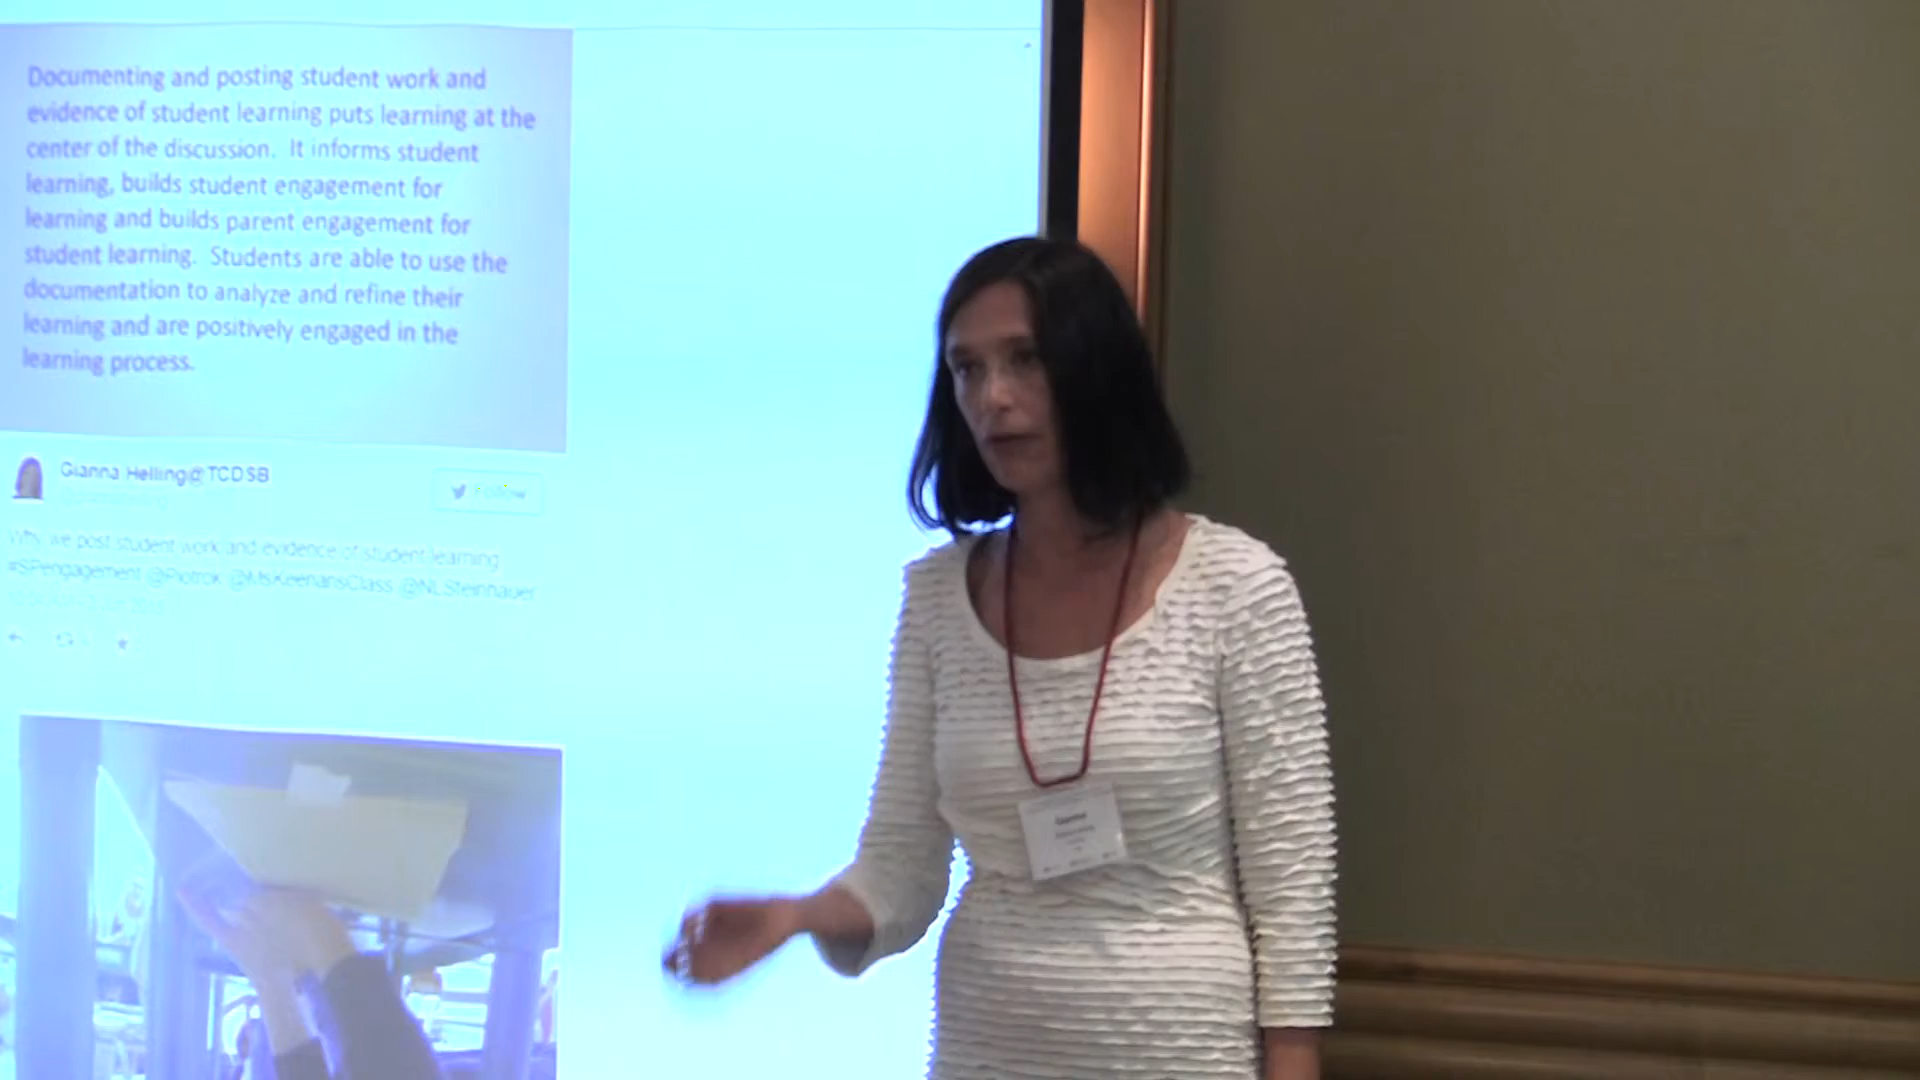 Documenting and posting student work and
evidence of student learning puts learning at the
center of the discussion. It informs student
learning, builds student engagement for
learning and builds parent engagement for
student learning. Students are able to use the
documentation to analyze and refine their
learning and are positively engaged in the
learning process.
Gianna Helling@TCDSB
Follow
Why we post student work and evidence of student learning
#SPengagement @Plotrok @MsKeenansClass @NLSteinhauer